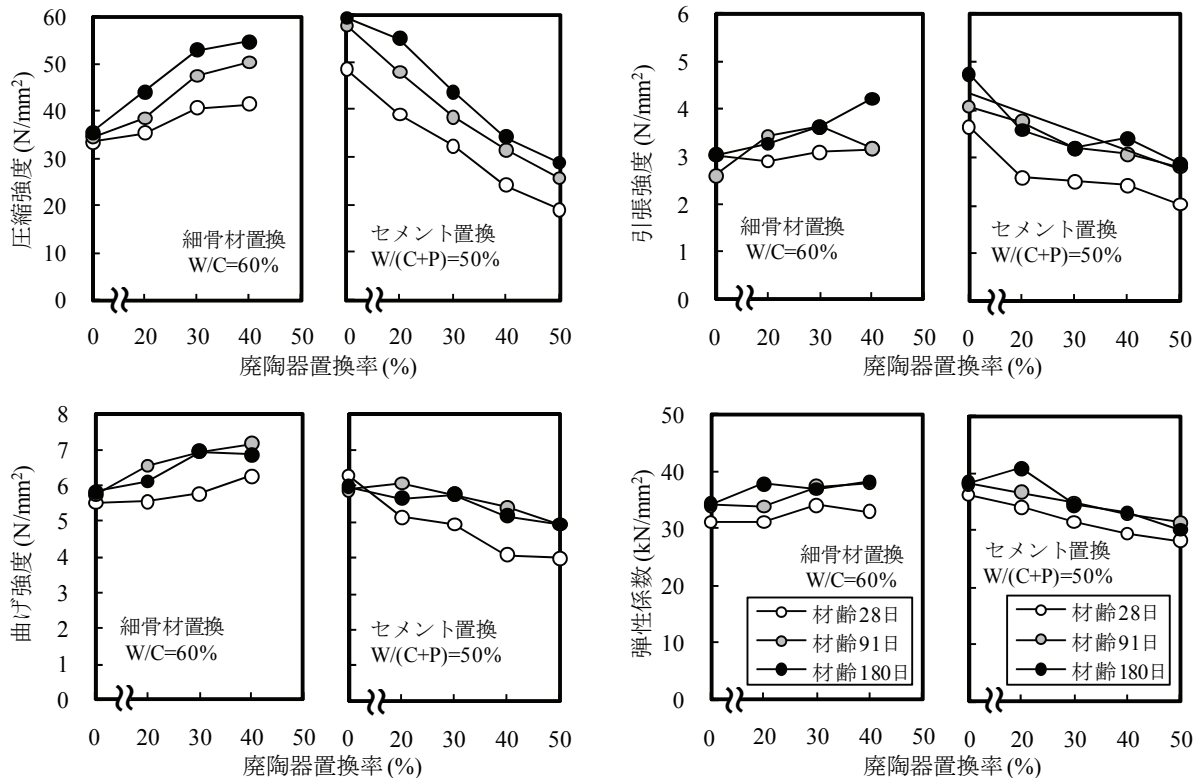 圧縮強度 (N/mm²)
60
50
40
30
20
10
0
細骨材置換
W/C=60%
セメント置換
W/(C+P)=50%
0 20 30 40 50
0 20 30 40 50
廃陶器置換率 (%)
引張強度 (N/mm²)
6
5
4
3
2
1
0
細骨材置換
W/C=60%
セメント置換
W/(C+P)=50%
0 20 30 40 50
0 20 30 40 50
廃陶器置換率 (%)
曲げ強度 (N/mm²)
8
7
6
5
4
3
2
1
0
細骨材置換
W/C=60%
セメント置換
W/(C+P)=50%
0 20 30 40 50
0 20 30 40 50
廃陶器置換率 (%)
弾性係数 (kN/mm²)
50
40
30
20
10
0
細骨材置換
W/C=60%
材齢28日
材齢91日
材齢180日
セメント置換
W/(C+P)=50%
材齢28日
材齢91日
材齢180日
0 20 30 40 50
0 20 30 40 50
廃陶器置換率 (%)